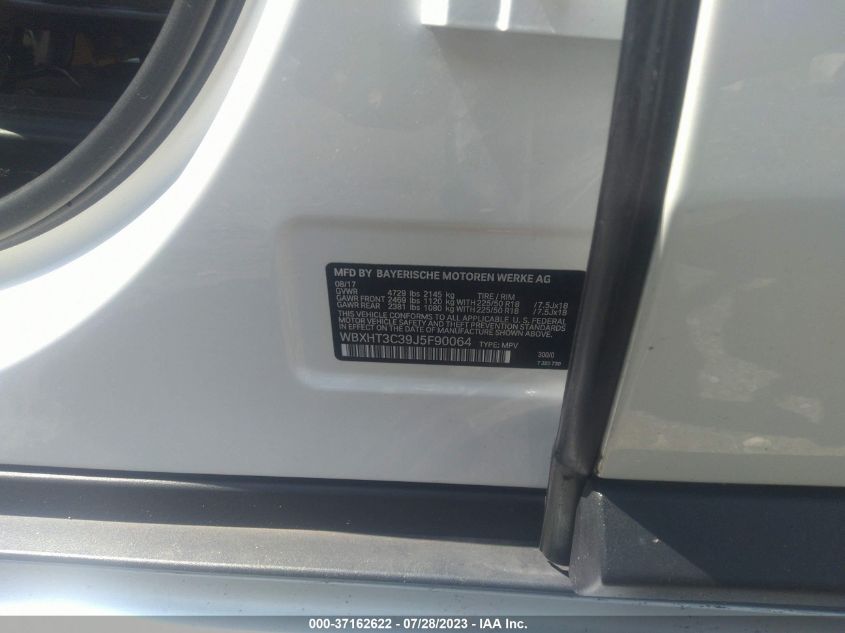 MFD BY BAYERISCHE MOTOREN WERKE AG
08/17
GVWR 4729 lbs 2145 kg TIRE / RIM
GAWR FRONT 2469 lbs 1120 kg WITH 225/50 R18 / 7.5Jx18
GAWR REAR 2381 lbs 1080 kg WITH 225/50 R18 / 7.5Jx18
THIS VEHICLE CONFORMS TO ALL APPLICABLE U. S. FEDERAL
MOTOR VEHICLE SAFETY, BUMPER, AND THEFT PREVENTION
STANDARDS IN EFFECT ON THE DATE OF MANUFACTURE SHOWN ABOVE.
WBXHT3C39J5F90064 TYPE: MPV 300/0
000-37162622 - 07/28/2023 - IAA Inc.